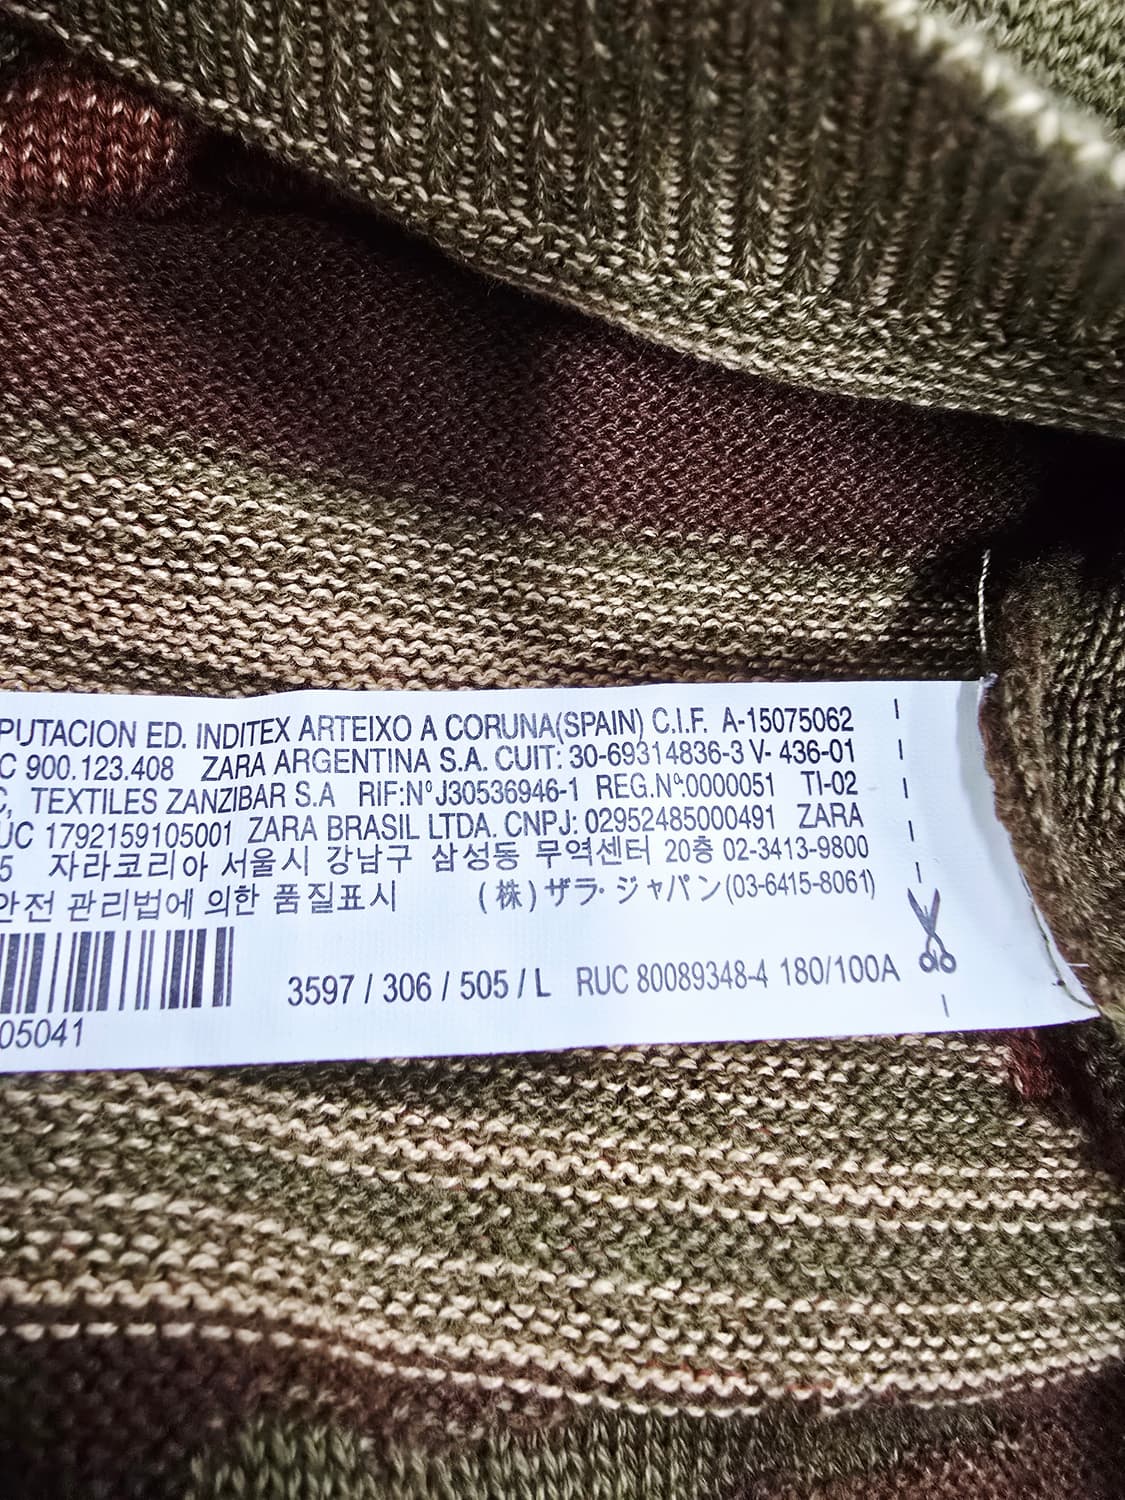 PUTACION ED. INDITEX ARTEIXO A CORUNA(SPAIN) C.I.F. A-15075062
C 900.123.408 ZARA ARGENTINA S.A. CUIT: 30-69314836-3 V- 436-01
C, TEXTILES ZANZIBAR S.A RIF:NºJ30536946-1 REG.Nº:0000051 TI-02
UC 1792159105001 ZARA BRASIL LTDA. CNPJ: 02952485000491 ZARA
5 자라코리아 서울시 강남구 삼성동 무역센터 20층 02-3413-9800
안전 관리법에 의한 품질표시 (株)ザラ・ジャパン(03-6415-8061)
3597 / 306 / 505 / L RUC 80089348-4 180/100A
05041